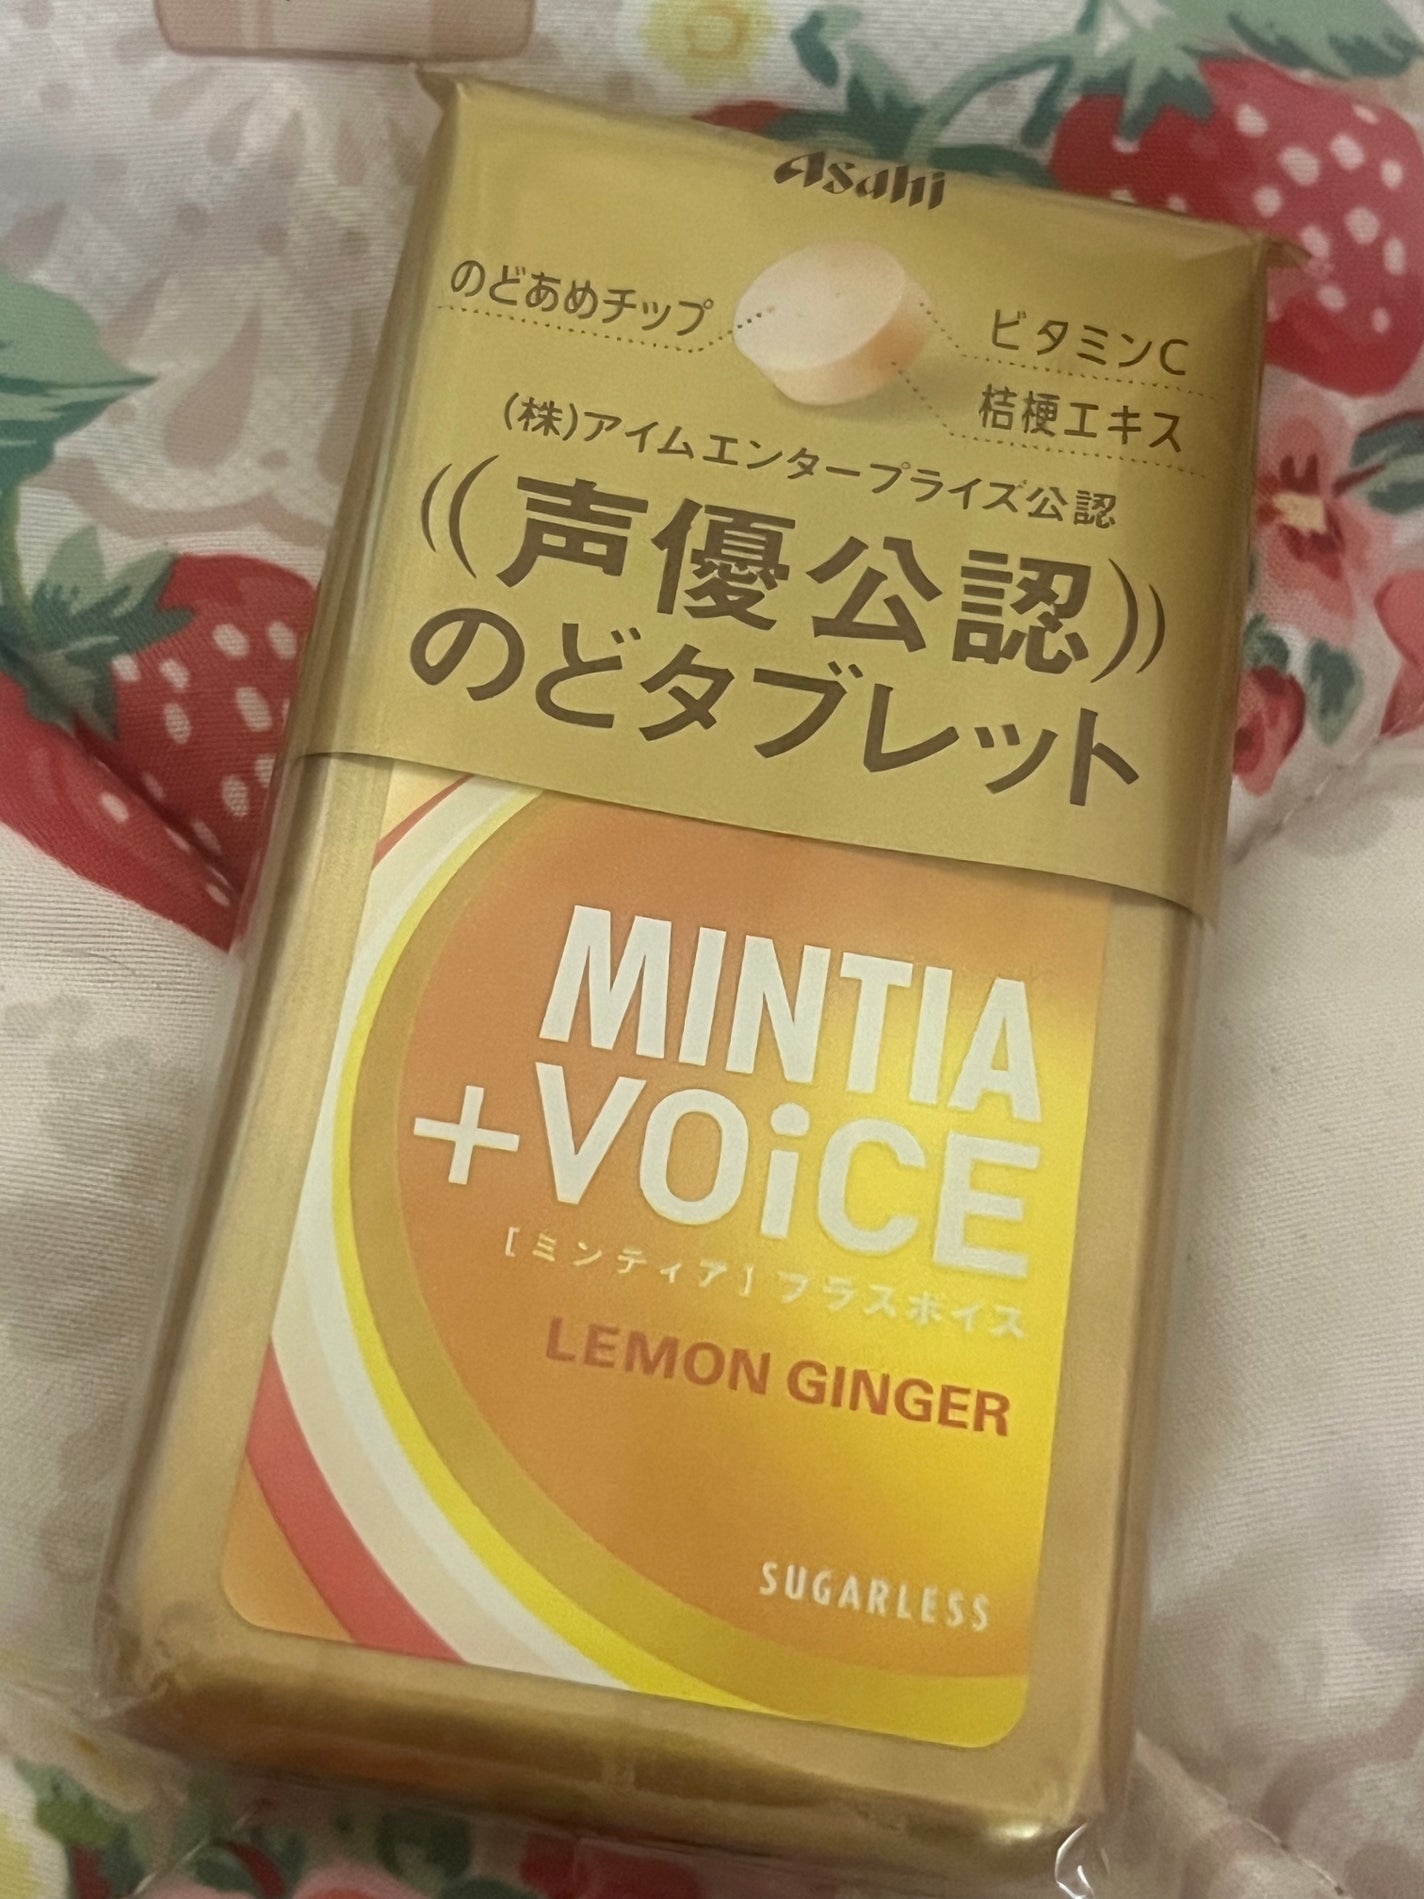 Asahi
のどあめチップ
ビタミンC
桔梗エキス
(株)アイムエンタープライズ公認
((声優公認))
のどタブレット
MINTIA
+VOiCE
[ミンティア]プラスボイス
LEMON GINGER
SUGARLESS